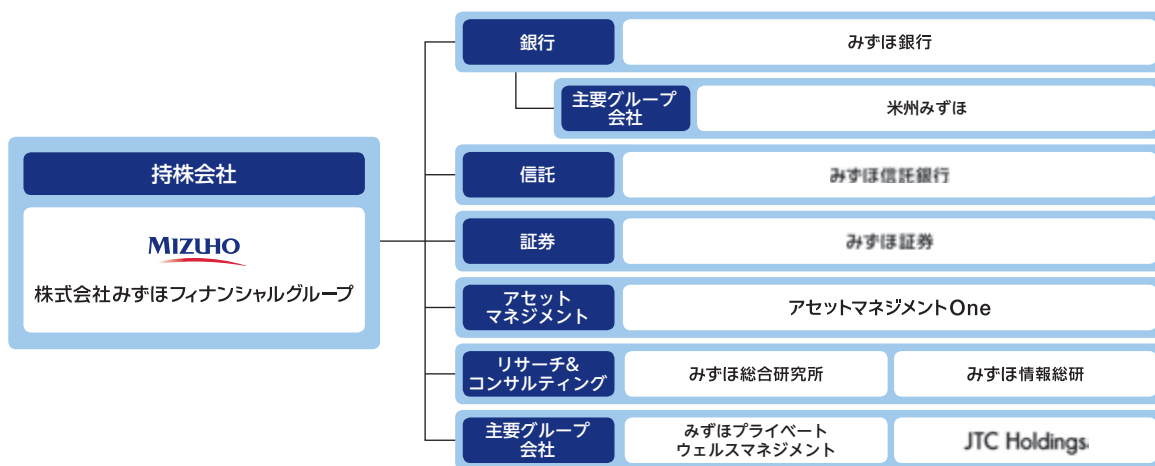 銀行
みずほ銀行
主要グループ
会社
米州みずほ
持株会社
MIZUHO
株式会社みずほフィナンシャルグループ
信託
みずほ信託銀行
証券
みずほ証券
アセット
マネジメント
アセットマネジメントOne
リサーチ&
コンサルティング
みずほ総合研究所
みずほ情報総研
主要グループ
会社
みずほプライベート
ウェルスマネジメント
JTC Holdings